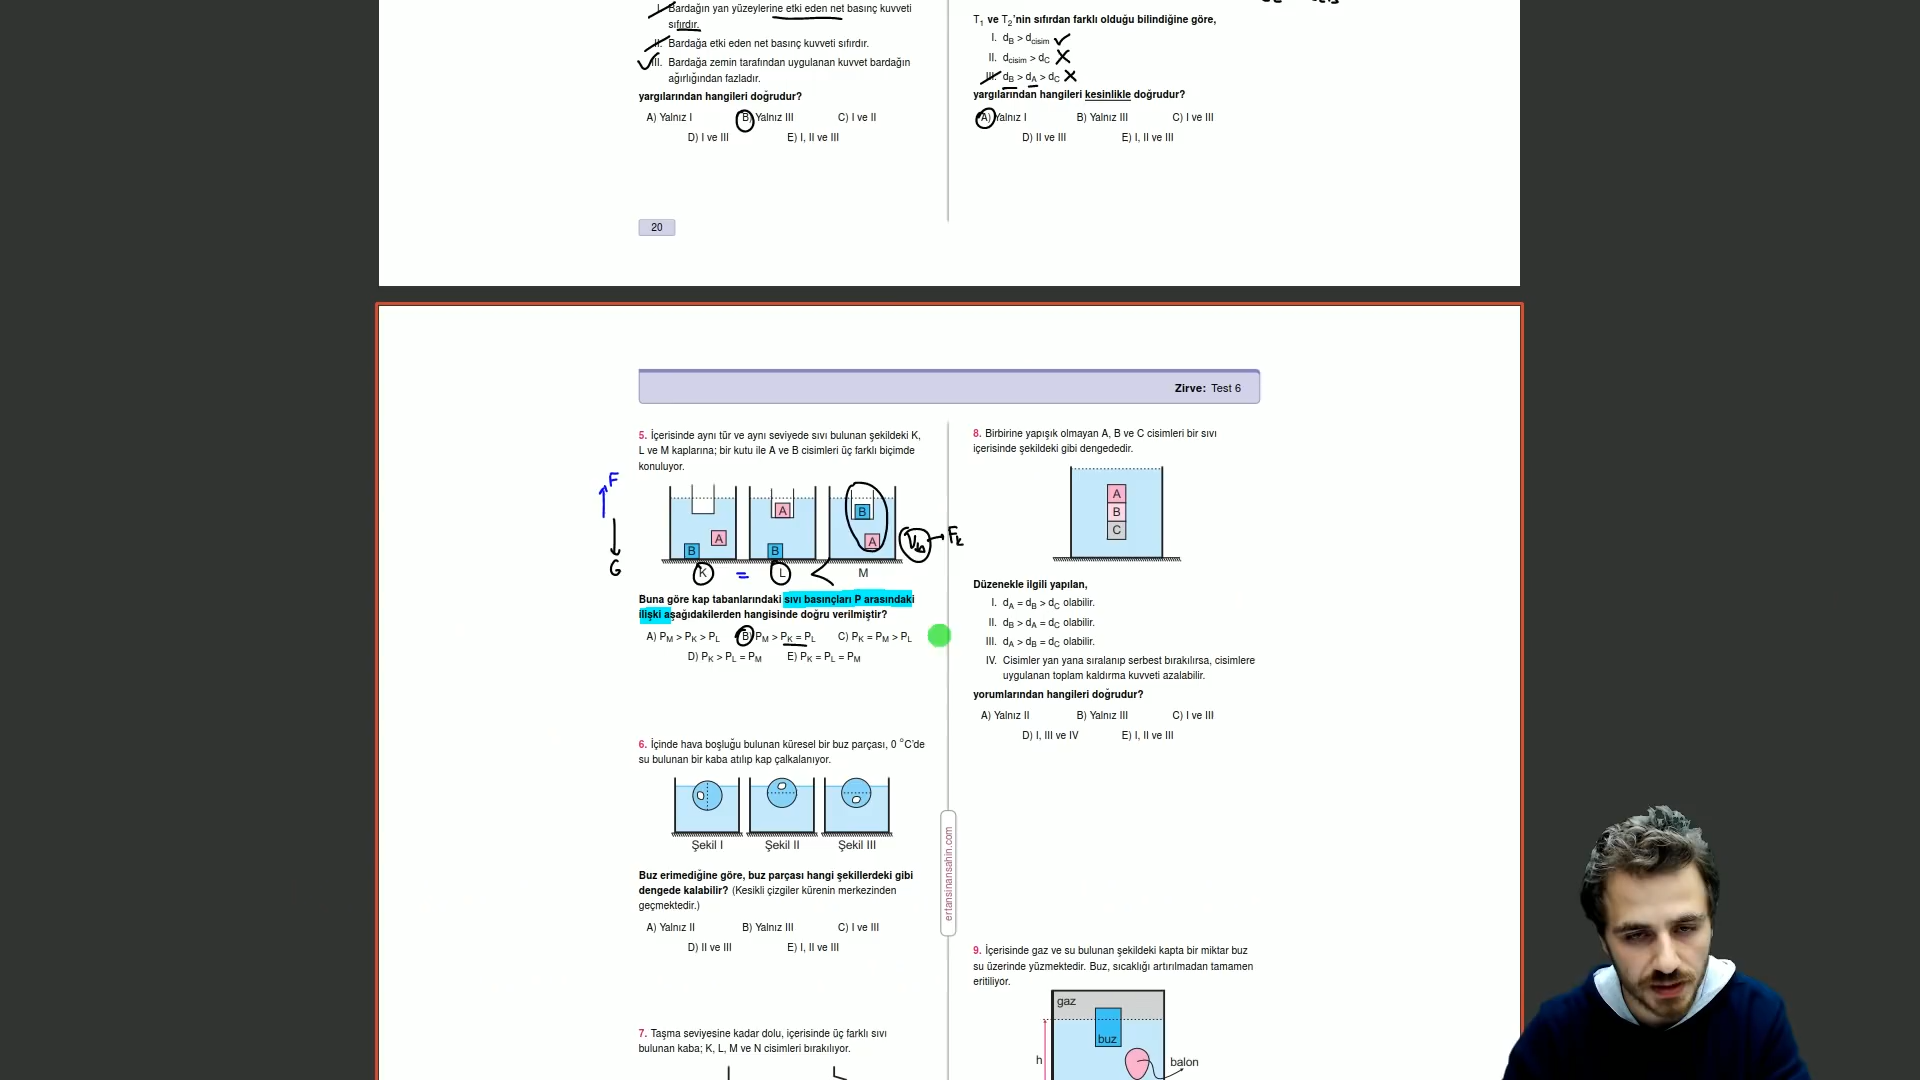 I. Bardağın yan yüzeylerine etki eden net basınç kuvveti
sıfırdır.
II. Bardağa etki eden net basınç kuvveti sıfırdır.
III. Bardağa zemin tarafından uygulanan kuvvet bardağın
ağırlığından fazladır.
yargılarından hangileri doğrudur?
A) Yalnız I B) Yalnız III C) I ve II
D) I ve III E) I, II ve III
20
T1 ve T2'nin sıfırdan farklı olduğu bilindiğine göre,
I. dB > dcisim
II. dcisim > dC
III. dB > dA > dC
yargılarından hangileri kesinlikle doğrudur?
A) Yalnız I B) Yalnız III C) I ve III
D) II ve III E) I, II ve III
Zirve: Test 6
5. İçerisinde aynı tür ve aynı seviyede sıvı bulunan şekildeki K,
L ve M kaplarına; bir kutu ile A ve B cisimleri üç farklı biçimde
konuluyor.
F
G
A
B
A
B
B
A
K = L < M
Fk
Buna göre kap tabanlarındaki sıvı basınçları P arasındaki
ilişki aşağıdakilerden hangisinde doğru verilmiştir?
A) PM > PK > PL B) PM > PK = PL C) PK = PM > PL
D) PK > PL = PM E) PK = PL = PM
6. İçinde hava boşluğu bulunan küresel bir buz parçası, 0 °C'de
su bulunan bir kaba atılıp kap çalkalanıyor.
Şekil I Şekil II Şekil III
Buz erimediğine göre, buz parçası hangi şekillerdeki gibi
dengede kalabilir? (Kesikli çizgiler kürenin merkezinden
geçmektedir.)
A) Yalnız II B) Yalnız III C) I ve III
D) II ve III E) I, II ve III
7. Taşma seviyesine kadar dolu, içerisinde üç farklı sıvı
bulunan kaba; K, L, M ve N cisimleri bırakılıyor.
ertansinansahin.com
8. Birbirine yapışık olmayan A, B ve C cisimleri bir sıvı
içerisinde şekildeki gibi dengededir.
A
B
C
Düzenekle ilgili yapılan,
I. dA = dB > dC olabilir.
II. dB > dA = dC olabilir.
III. dA > dB = dC olabilir.
IV. Cisimler yan yana sıralanıp serbest bırakılırsa, cisimlere
uygulanan toplam kaldırma kuvveti azalabilir.
yorumlarından hangileri doğrudur?
A) Yalnız II B) Yalnız III C) I ve III
D) I, III ve IV E) I, II ve III
9. İçerisinde gaz ve su bulunan şekildeki kapta bir miktar buz
su üzerinde yüzmektedir. Buz, sıcaklığı artırılmadan tamamen
eritiliyor.
gaz
buz
h
balon